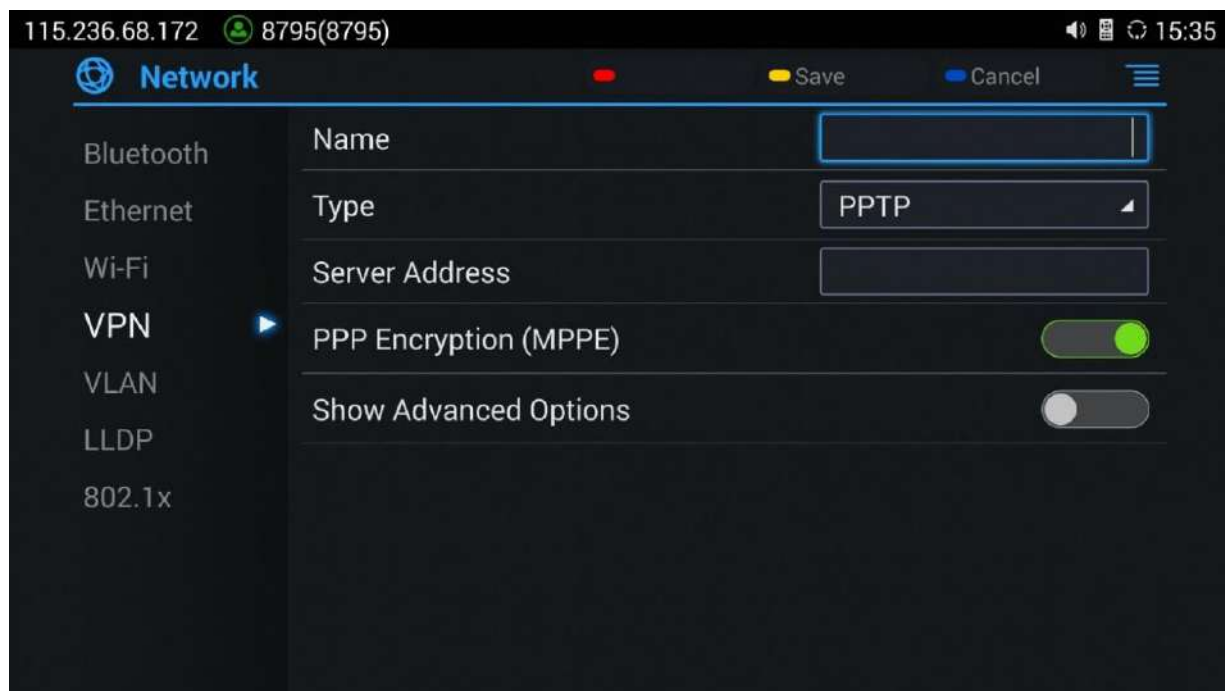 115.236.68.172 8795(8795) 15:35
Network Save Cancel
Bluetooth
Ethernet
Wi-Fi
VPN
VLAN
LLDP
802.1x
Name
Type PPTP
Server Address
PPP Encryption (MPPE)
Show Advanced Options